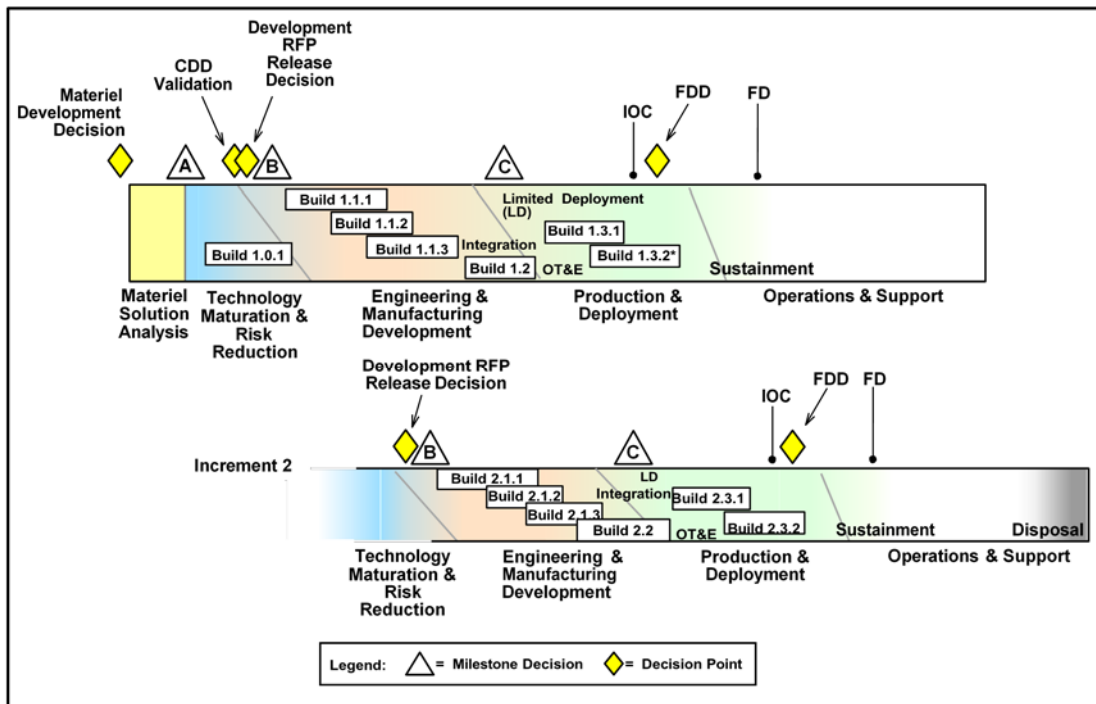 Development
RFP
Release
Decision
CDD
Validation
Materiel
Development
Decision
IOC
FDD
FD
A
B
C
Limited Deployment
(LD)
Build 1.1.1
Build 1.1.2
Build 1.1.3
Build 1.0.1
Integration
Build 1.2
OT&E
Build 1.3.1
Build 1.3.2*
Sustainment
Materiel
Solution
Analysis
Technology
Maturation &
Risk
Reduction
Engineering &
Manufacturing
Development
Production &
Deployment
Operations & Support
Development RFP
Release Decision
IOC
FDD
FD
B
C
Increment 2
Build 2.1.1
Build 2.1.2
Build 2.1.3
Build 2.2
LD
Integration
OT&E
Build 2.3.1
Build 2.3.2
Sustainment
Disposal
Technology
Maturation &
Risk
Reduction
Engineering &
Manufacturing
Development
Production &
Deployment
Operations & Support
Legend:
= Milestone Decision
= Decision Point